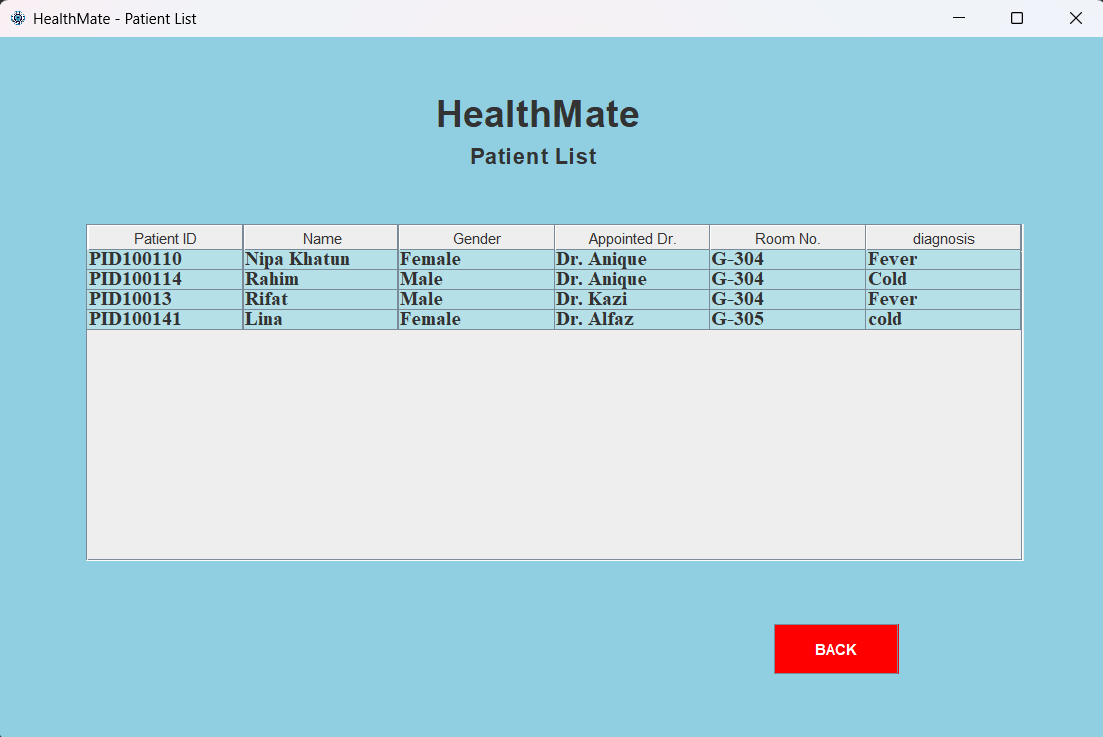 HealthMate - Patient List
HealthMate
Patient List
Patient ID Name Gender Appointed Dr. Room No. diagnosis
PID100110 Nipa Khatun Female Dr. Anique G-304 Fever
PID100114 Rahim Male Dr. Anique G-304 Cold
PID10013 Rifat Male Dr. Kazi G-304 Fever
PID100141 Lina Female Dr. Alfaz G-305 cold
BACK